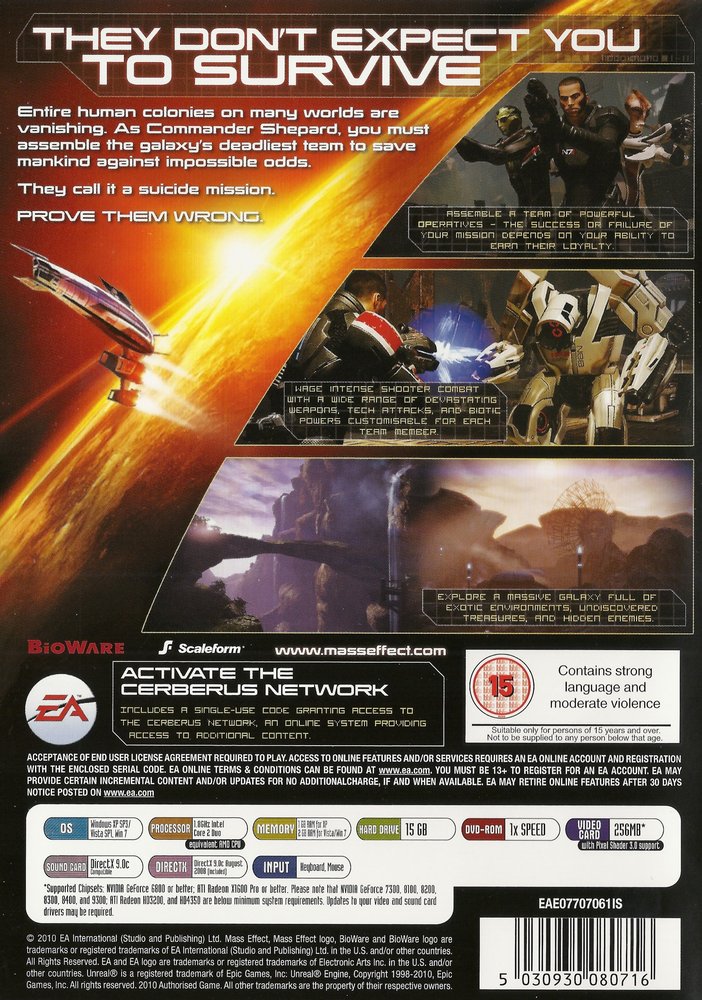 THEY DON'T EXPECT YOU
TO SURVIVE
Entire human colonies on many worlds are
vanishing. As Commander Shepard, you must
assemble the galaxy's deadliest team to save
mankind against impossible odds.
They call it a suicide mission.
PROVE THEM WRONG.
N7
ASSEMBLE A TEAM OF POWERFUL
OPERATIVES - THE SUCCESS OR FAILURE OF
YOUR MISSION DEPENDS ON YOUR ABILITY TO
EARN THEIR LOYALTY.
WAGE INTENSE SHOOTER COMBAT
WITH A WIDE RANGE OF DEVASTATING
WEAPONS, TECH ATTACKS, AND BIOTIC
POWERS CUSTOMISABLE FOR EACH
TEAM MEMBER.
EXPLORE A MASSIVE GALAXY FULL OF
EXOTIC ENVIRONMENTS, UNDISCOVERED
TREASURES, AND HIDDEN ENEMIES.
BIOWARE
Scaleform
www.masseffect.com
EA
ACTIVATE THE
CERBERUS NETWORK
INCLUDES A SINGLE-USE CODE GRANTING ACCESS TO
THE CERBERUS NETWORK, AN ONLINE SYSTEM PROVIDING
ACCESS TO ADDITIONAL CONTENT.
15
Contains strong
language and
moderate violence
Suitable only for persons of 15 years and over.
Not to be supplied to any person below that age.
ACCEPTANCE OF END USER LICENSE AGREEMENT REQUIRED TO PLAY. ACCESS TO ONLINE FEATURES AND/OR SERVICES REQUIRES AN EA ONLINE ACCOUNT AND REGISTRATION
WITH THE ENCLOSED SERIAL CODE. EA ONLINE TERMS & CONDITIONS CAN BE FOUND AT www.ea.com. YOU MUST BE 13+ TO REGISTER FOR AN EA ACCOUNT. EA MAY
PROVIDE CERTAIN INCREMENTAL CONTENT AND/OR UPDATES FOR NO ADDITIONALCHARGE, IF AND WHEN AVAILABLE. EA MAY RETIRE ONLINE FEATURES AFTER 30 DAYS
NOTICE POSTED ON www.ea.com
OS Windows XP SP3/
Vista SP1, Win 7
PROCESSOR 1.8GHz Intel
Core 2 Duo
equivalent AMD CPU
MEMORY 1 GB RAM for XP
2 GB RAM for Vista/Win 7
HARD DRIVE 15 GB
DVD-ROM 1x SPEED
VIDEO
CARD 256MB*
with Pixel Shader 3.0 support
SOUND CARD DirectX 9.0c
Compatible
DIRECTX DirectX 9.0c August
2008 (included)
INPUT Keyboard, Mouse
*Supported Chipsets: NVIDIA GeForce 6800 or better; ATI Radeon X1600 Pro or better. Please note that NVIDIA GeForce 7300, 8100, 8200,
8300, 8400, and 9300; ATI Radeon HD3200, and HD4350 are below minimum system requirements. Updates to your video and sound card
drivers may be required.
EAE07707061IS
© 2010 EA International (Studio and Publishing) Ltd. Mass Effect, Mass Effect logo, BioWare and BioWare logo are
trademarks or registered trademarks of EA International (Studio and Publishing) Ltd. in the U.S. and/or other countries.
All Rights Reserved. EA and EA logo are trademarks or registered trademarks of Electronic Arts Inc. in the U.S. and/or
other countries. Unreal® is a registered trademark of Epic Games, Inc: Unreal® Engine, Copyright 1998-2010, Epic
Games, Inc. All rights reserved. 2010 Authorised Game. All other trademarks are the property of their respective owners.
5 030930 080716